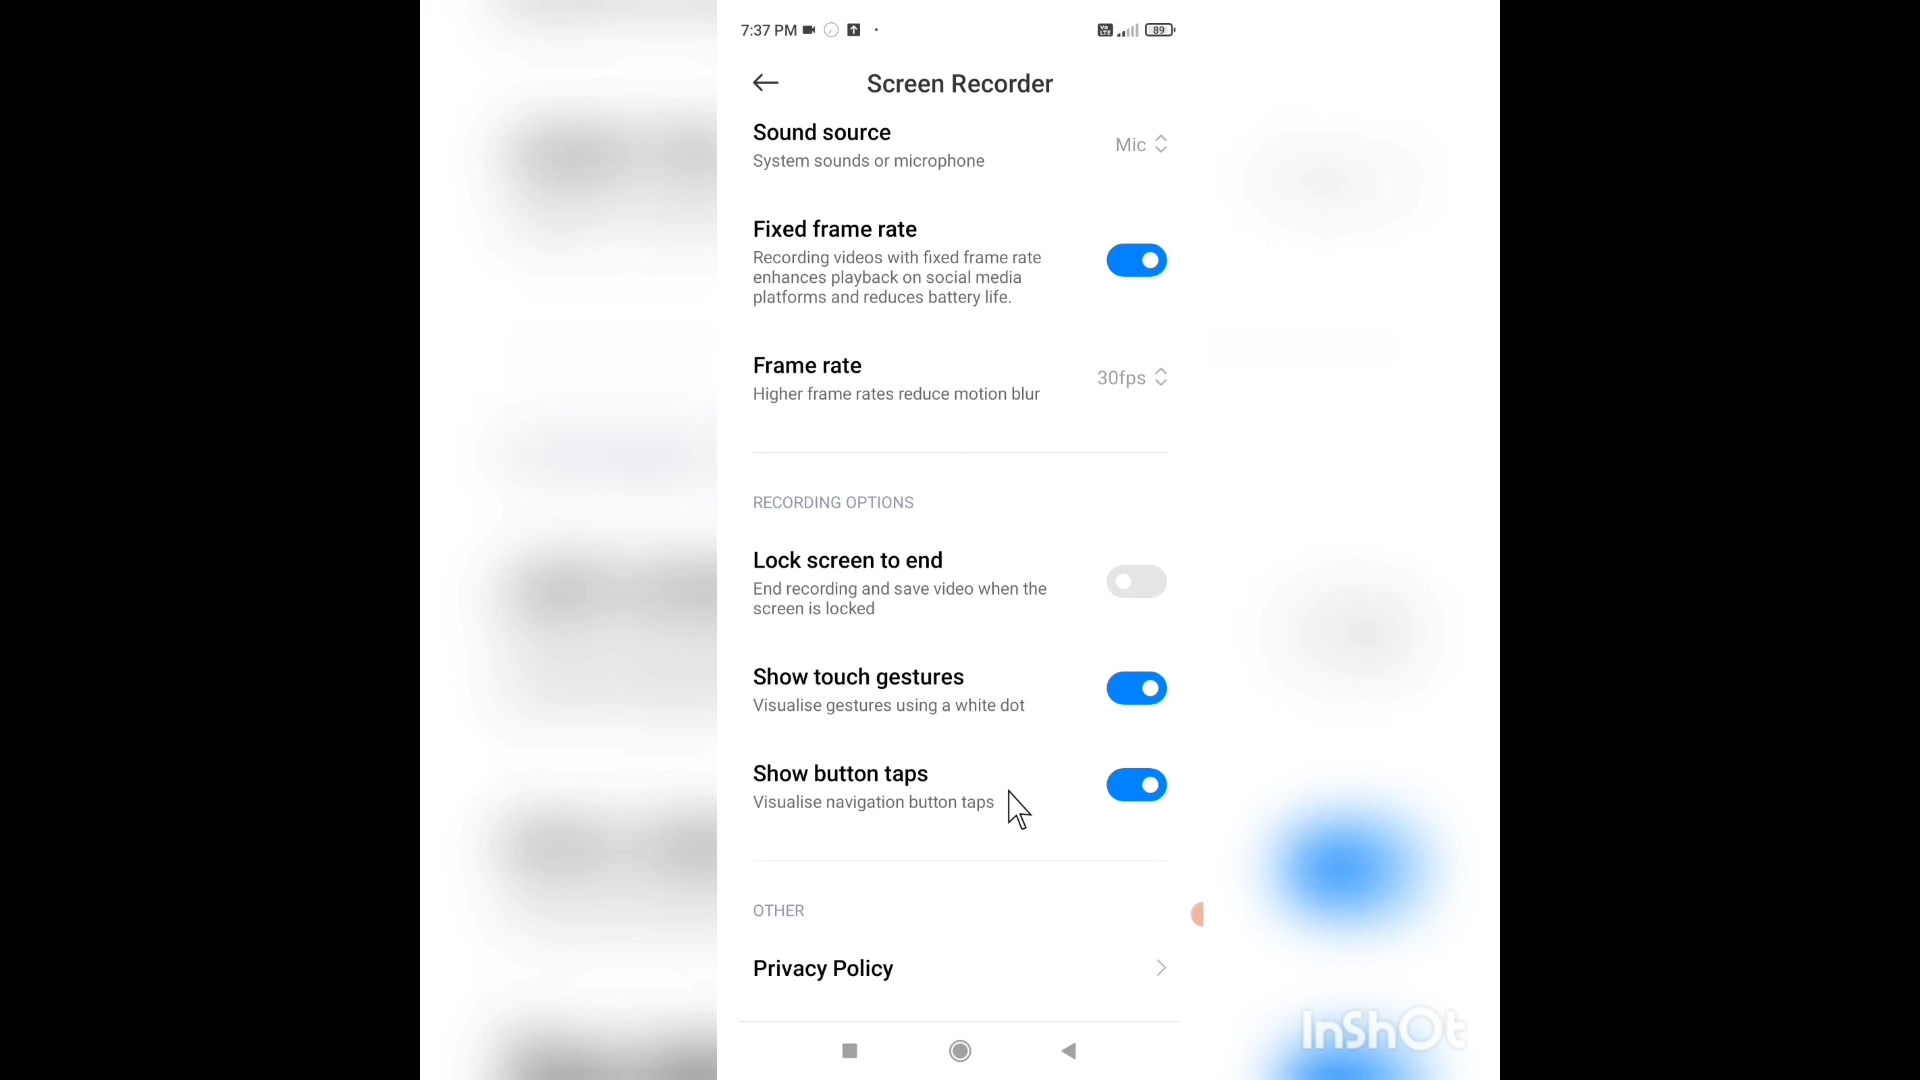 7:37 PM
Vo
LTE
89
Screen Recorder
Sound source
System sounds or microphone
Mic
Fixed frame rate
Recording videos with fixed frame rate
enhances playback on social media
platforms and reduces battery life.
Frame rate
Higher frame rates reduce motion blur
30fps
RECORDING OPTIONS
Lock screen to end
End recording and save video when the
screen is locked
Show touch gestures
Visualise gestures using a white dot
Show button taps
Visualise navigation button taps
OTHER
Privacy Policy
InShOt